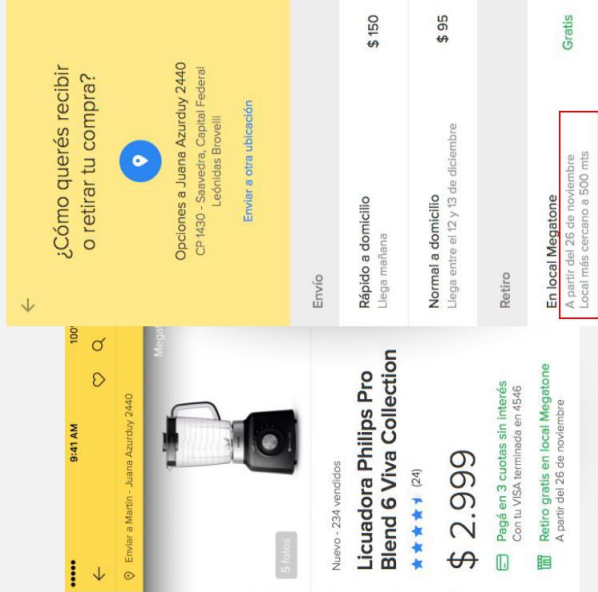 9:41 AM
100
Enviar a Martin - Juana Azurduy 2440
5 fotos
Nuevo - 234 vendidos
Licuadora Philips Pro
Blend 6 Viva Collection
(24)
$ 2.999
Pagá en 3 cuotas sin interés
Con tu VISA terminada en 4546
Retiro gratis en local Megatone
A partir del 26 de noviembre
¿Cómo querés recibir
o retirar tu compra?
Opciones a Juana Azurduy 2440
CP 1430 - Saavedra, Capital Federal
Leónidas Brovelli
Enviar a otra ubicación
Envío
Rápido a domicilio $ 150
Llega mañana
Normal a domicilio $ 95
Llega entre el 12 y 13 de diciembre
Retiro
En local Megatone Gratis
A partir del 26 de noviembre
Local más cercano a 500 mts